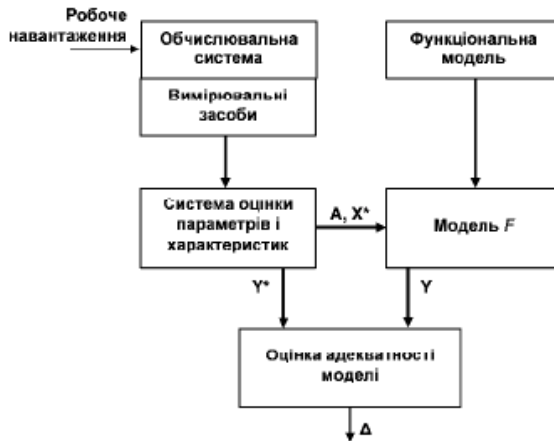 Робоче
навантаження
Обчислювальна
система
Функціональна
модель
Вимірювальні
засоби
Система оцінки
параметрів і
характеристик
A, X*
Модель F
Y*
Y
Оцінка адекватності
моделі
Δ